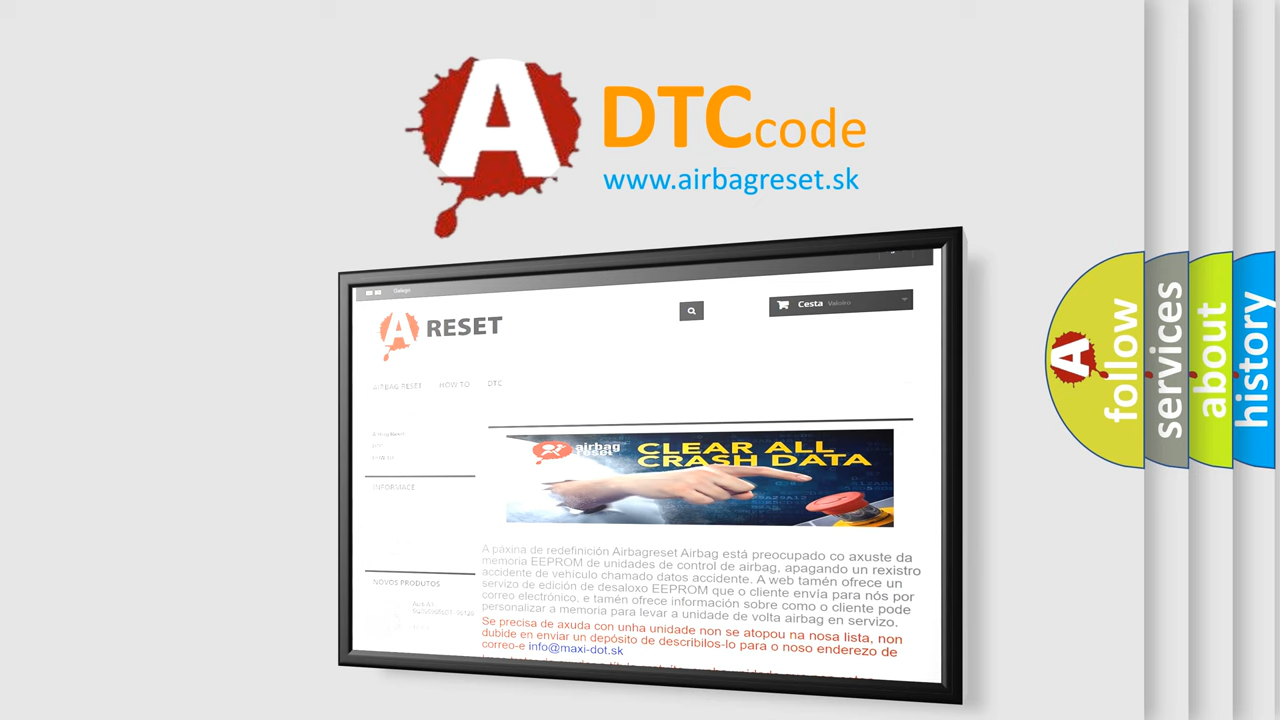 A
DTCcode
www.airbagreset.sk
Galego
A RESET
Cesta Valoiro
AIRBAG RESET HOW TO DTC
INFORMACE
NOVOS PRODUTOS
airbag
reset
CLEAR ALL
CRASH DATA
A páxina de redefinición Airbagreset Airbag está preocupado co axuste da
memoria EEPROM de unidades de control de airbag, apagando un rexistro
accidente de vehículo chamado datos accidente. A web tamén ofrece un
servizo de edición de desaloxo EEPROM que o cliente envía para nós por
correo electrónico, e tamén ofrece información sobre como o cliente pode
personalizar a memoria para levar a unidade de volta airbag en servizo.
Se precisa de axuda con unha unidade non se atopou na nosa lista, non
dubide en enviar un depósito de describilos-lo para o noso enderezo de
correo-e info@maxi-dot.sk
A
follow
services
about
history